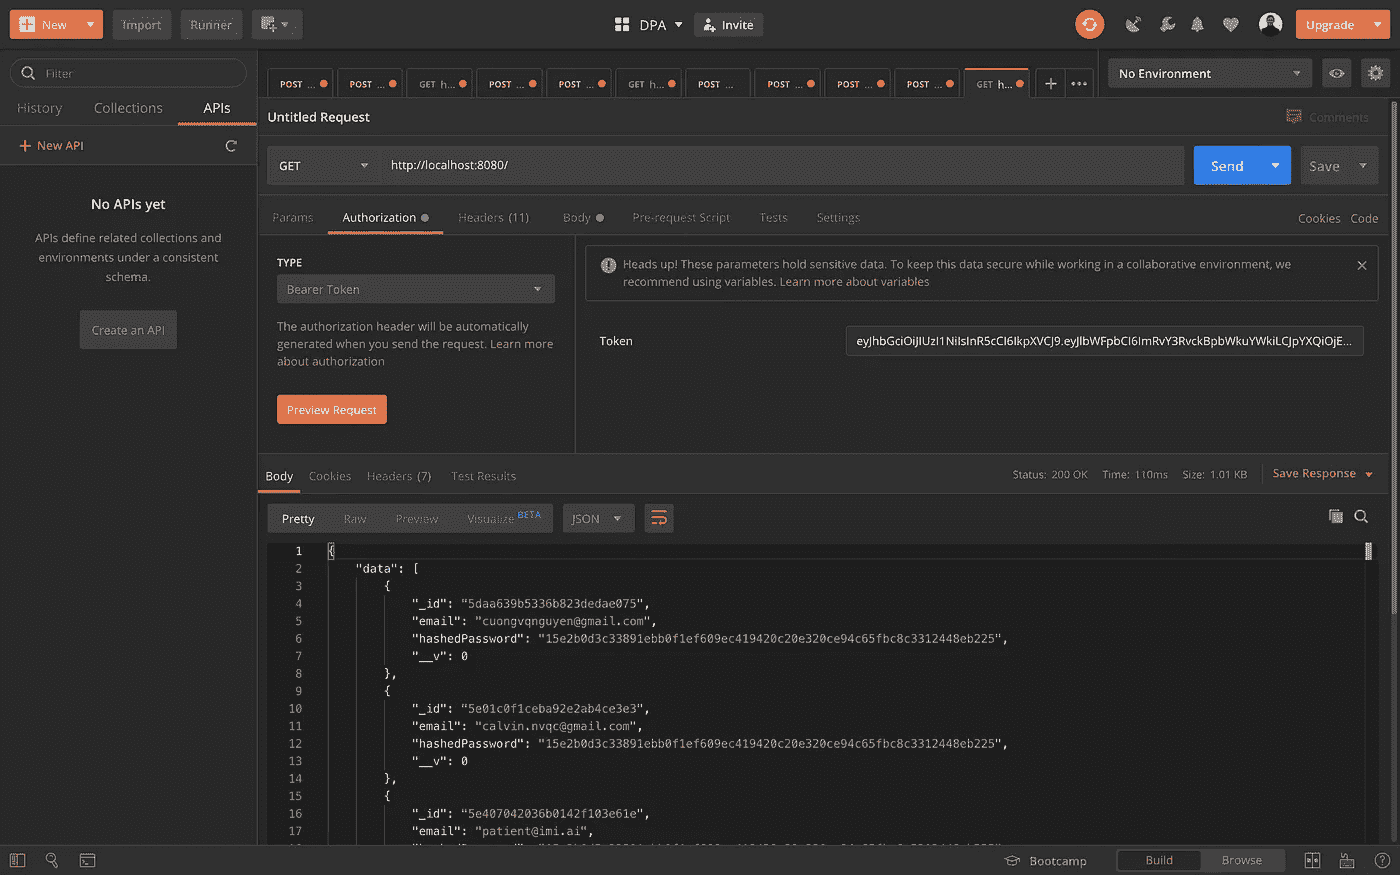 New Import Runner DPA Invite Upgrade
Filter
POST ... POST ... GET h... POST ... POST ... GET h... POST ... POST ... POST ... POST ... GET h... No Environment
History Collections APIs
Untitled Request Comments
New API
GET http://localhost:8080/ Send Save
No APIs yet
APIs define related collections and
environments under a consistent
schema.
Create an API
Params Authorization Headers (11) Body Pre-request Script Tests Settings Cookies Code
TYPE
Bearer Token
The authorization header will be automatically
generated when you send the request. Learn more
about authorization
Preview Request
Heads up! These parameters hold sensitive data. To keep this data secure while working in a collaborative environment, we
recommend using variables. Learn more about variables
Token
Body Cookies Headers (7) Test Results Status: 200 OK Time: 110ms Size: 1.01 KB Save Response
Pretty Raw Preview Visualize BETA JSON
1 {
2 "data": [
3 {
4 "_id": "5daa639b5336b823dedae075",
5 "email": "cuongvqnguyen@gmail.com",
6 "hashedPassword": "15e2b0d3c33891ebb0f1ef609ec419420c20e320ce94c65fbc8c3312448eb225",
7 "__v": 0
8 },
9 {
10 "_id": "5e01c0f1ceba92e2ab4ce3e3",
11 "email": "calvin.nvqc@gmail.com",
12 "hashedPassword": "15e2b0d3c33891ebb0f1ef609ec419420c20e320ce94c65fbc8c3312448eb225",
13 "__v": 0
14 },
15 {
16 "_id": "5e407042036b0142f103e61e",
17 "email": "patient@imi.ai",
Bootcamp Build Browse